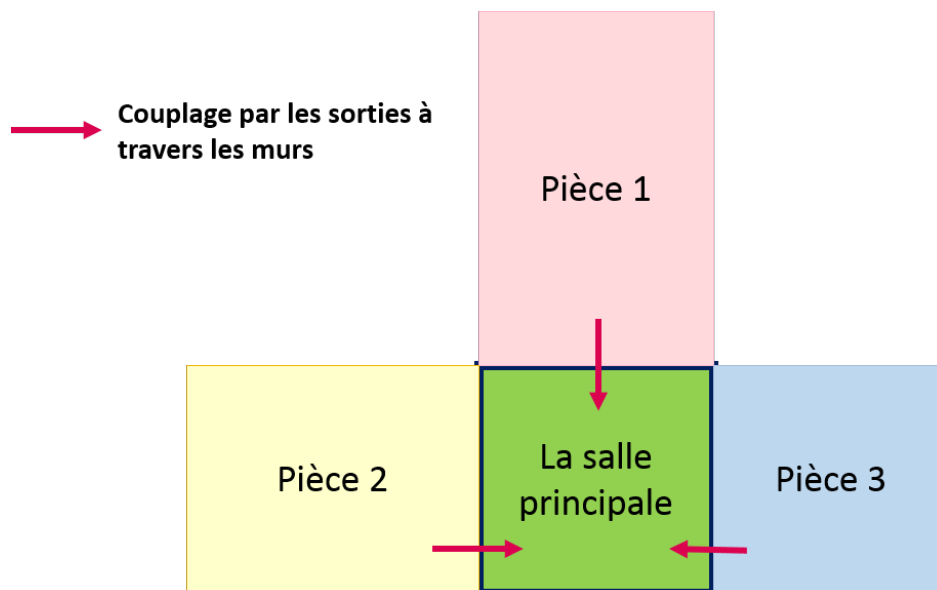 Couplage par les sorties à
travers les murs
Pièce 1
Pièce 2
La salle
principale
Pièce 3